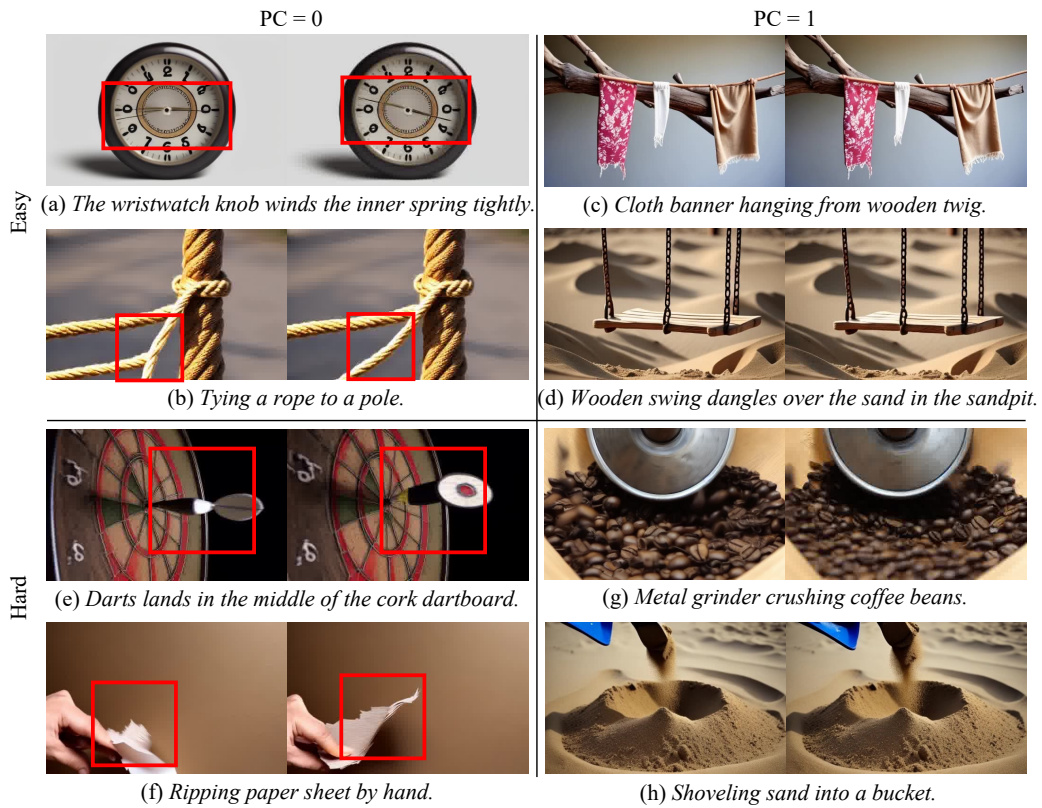 PC = 0
PC = 1
Easy
(a) The wristwatch knob winds the inner spring tightly.
(c) Cloth banner hanging from wooden twig.
(b) Tying a rope to a pole.
(d) Wooden swing dangles over the sand in the sandpit.
Hard
(e) Darts lands in the middle of the cork dartboard.
(g) Metal grinder crushing coffee beans.
(f) Ripping paper sheet by hand.
(h) Shoveling sand into a bucket.